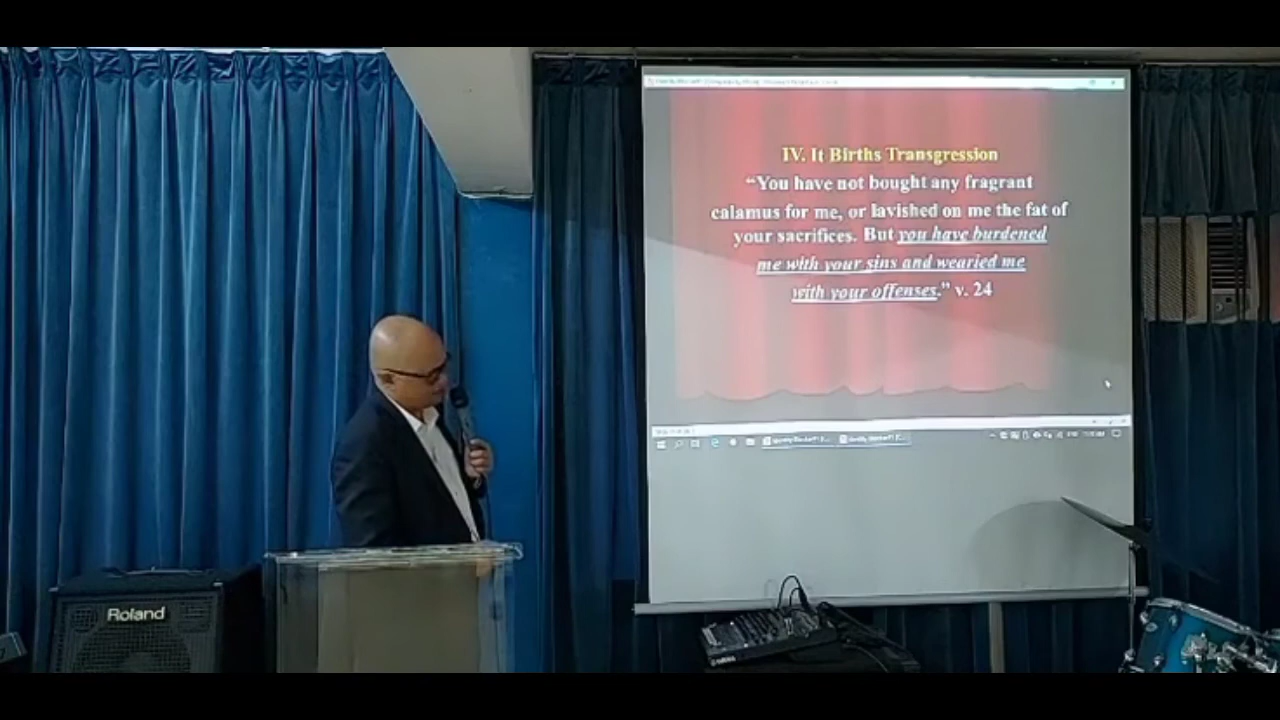 IV. It Births Transgression
“You have not bought any fragrant
calamus for me, or lavished on me the fat of
your sacrifices. But you have burdened
me with your sins and wearied me
with your offenses.” v. 24
Roland